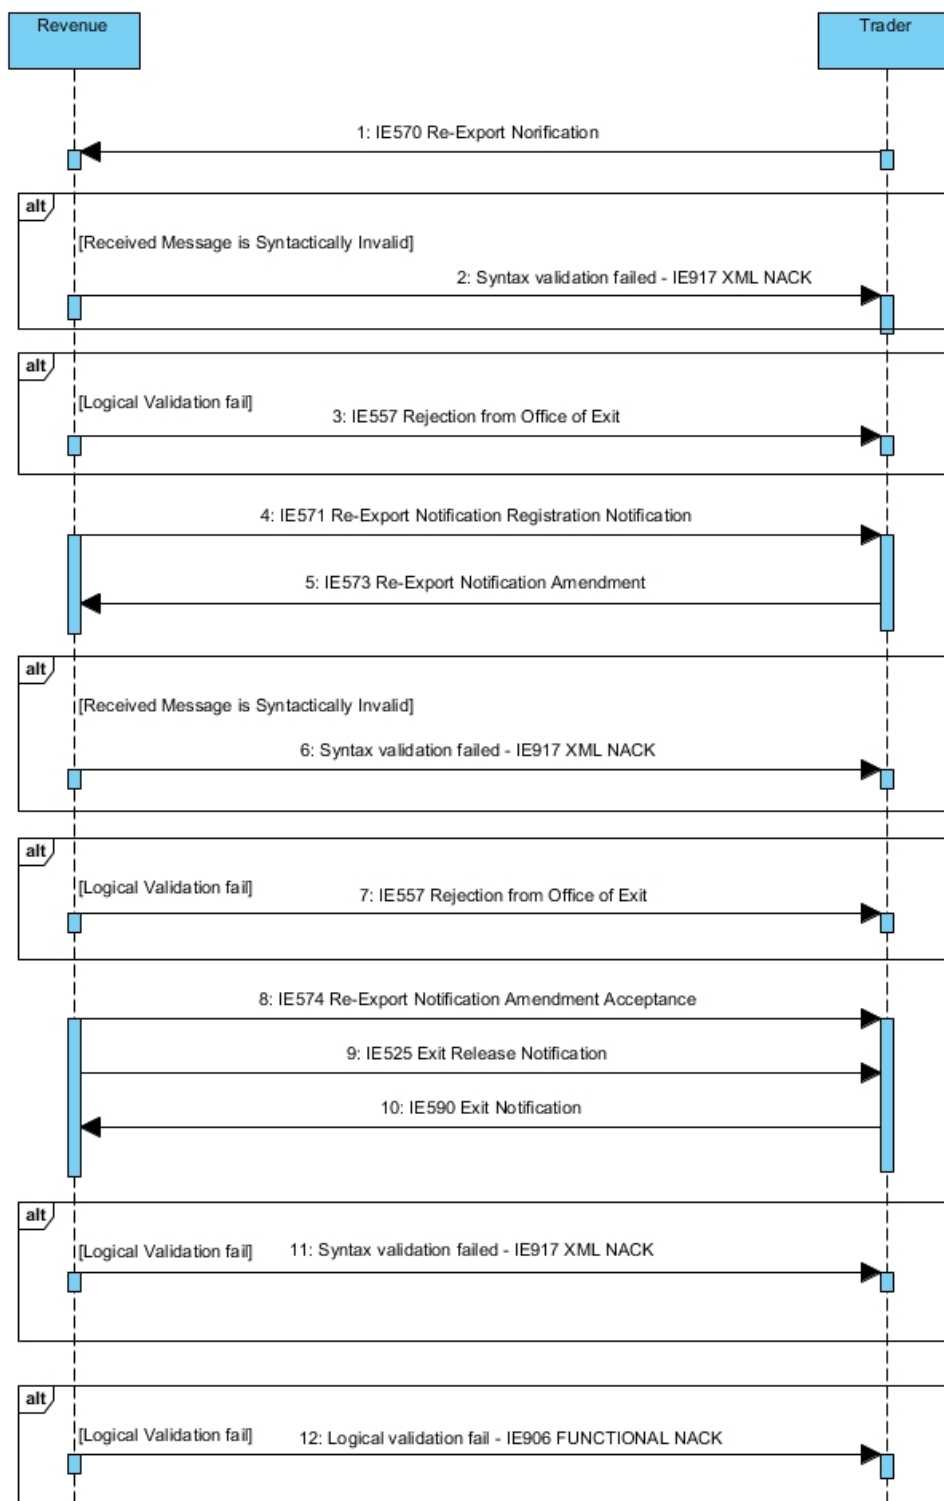 Revenue
Trader
1: IE570 Re-Export Norification
alt
[Received Message is Syntactically Invalid]
2: Syntax validation failed - IE917 XML NACK
alt
[Logical Validation fail]
3: IE557 Rejection from Office of Exit
4: IE571 Re-Export Notification Registration Notification
5: IE573 Re-Export Notification Amendment
alt
[Received Message is Syntactically Invalid]
6: Syntax validation failed - IE917 XML NACK
alt
[Logical Validation fail]
7: IE557 Rejection from Office of Exit
8: IE574 Re-Export Notification Amendment Acceptance
9: IE525 Exit Release Notification
10: IE590 Exit Notification
alt
[Logical Validation fail]
11: Syntax validation failed - IE917 XML NACK
alt
[Logical Validation fail]
12: Logical validation fail - IE906 FUNCTIONAL NACK